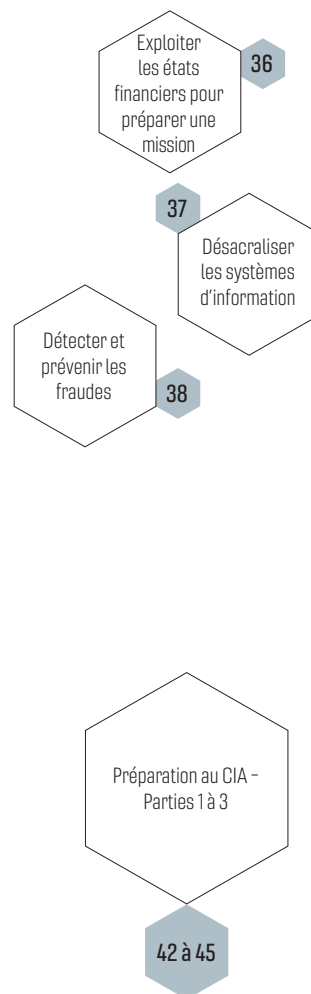 Exploiter
les états
financiers pour
préparer une
mission
36
37
Désacraliser
les systèmes
d'information
Détecter et
prévenir les
fraudes
38
Préparation au CIA –
Parties 1 à 3
42 à 45